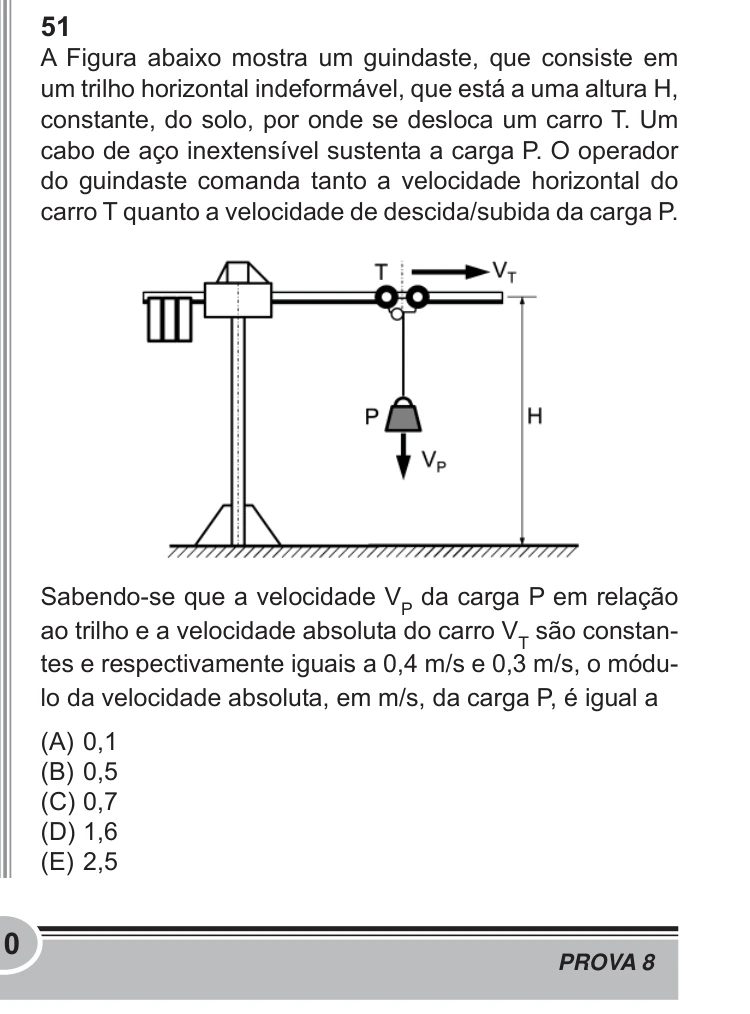 51
A Figura abaixo mostra um guindaste, que consiste em
um trilho horizontal indeformável, que está a uma altura H,
constante, do solo, por onde se desloca um carro T. Um
cabo de aço inextensível sustenta a carga P. O operador
do guindaste comanda tanto a velocidade horizontal do
carro T quanto a velocidade de descida/subida da carga P.
T
V_T
P
H
V_P
Sabendo-se que a velocidade V_P da carga P em relação
ao trilho e a velocidade absoluta do carro V_T são constan-
tes e respectivamente iguais a 0,4 m/s e 0,3 m/s, o módu-
lo da velocidade absoluta, em m/s, da carga P, é igual a
(A) 0,1
(B) 0,5
(C) 0,7
(D) 1,6
(E) 2,5
0
PROVA 8